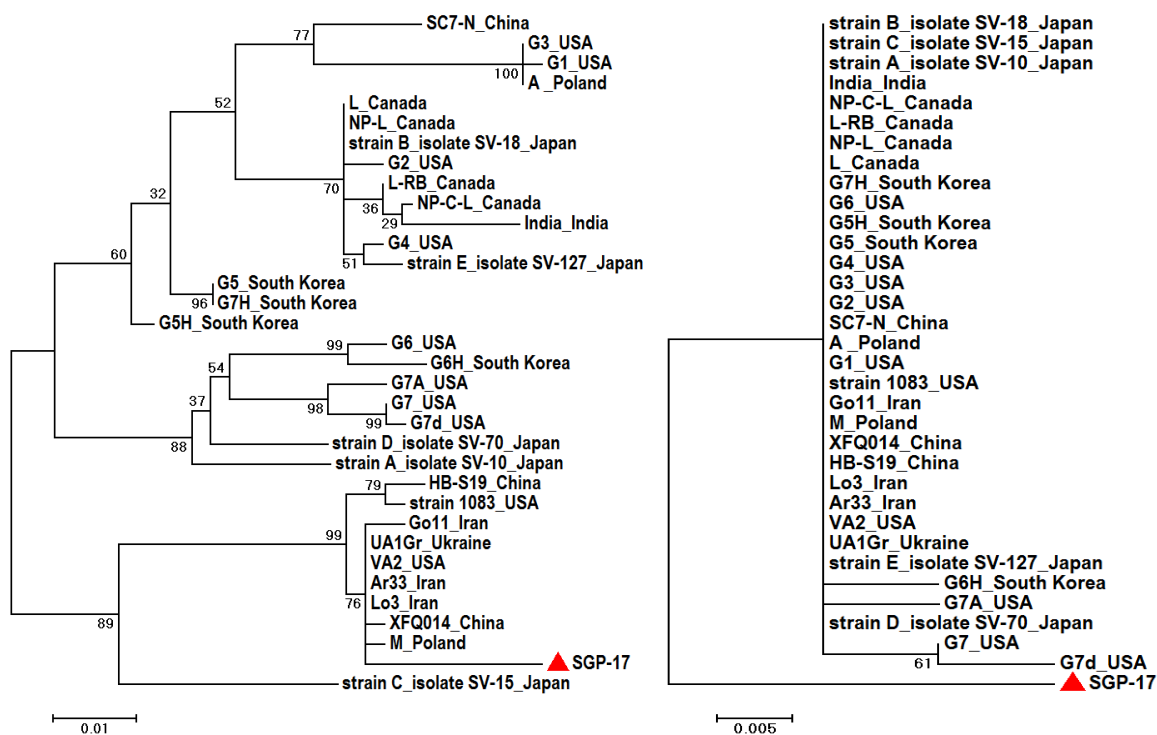 SC7-N_China
77
G3_USA
G1_USA
100
A _Poland
52
L_Canada
NP-L_Canada
strain B_isolate SV-18_Japan
G2_USA
70
L-RB_Canada
32
36
NP-C-L_Canada
29
India_India
G4_USA
60
51
strain E_isolate SV-127_Japan
G5_South Korea
96
G7H_South Korea
G5H_South Korea
99
G6_USA
G6H_South Korea
54
G7A_USA
37
98
G7_USA
99
G7d_USA
88
strain D_isolate SV-70_Japan
strain A_isolate SV-10_Japan
79
HB-S19_China
strain 1083_USA
99
Go11_Iran
UA1Gr_Ukraine
VA2_USA
Ar33_Iran
76
Lo3_Iran
XFQ014_China
89
M_Poland
SGP-17
strain C_isolate SV-15_Japan
0.01
strain B_isolate SV-18_Japan
strain C_isolate SV-15_Japan
strain A_isolate SV-10_Japan
India_India
NP-C-L_Canada
L-RB_Canada
NP-L_Canada
L_Canada
G7H_South Korea
G6_USA
G5H_South Korea
G5_South Korea
G4_USA
G3_USA
G2_USA
SC7-N_China
A _Poland
G1_USA
strain 1083_USA
Go11_Iran
M_Poland
XFQ014_China
HB-S19_China
Lo3_Iran
Ar33_Iran
VA2_USA
UA1Gr_Ukraine
strain E_isolate SV-127_Japan
G6H_South Korea
G7A_USA
strain D_isolate SV-70_Japan
G7_USA
61
G7d_USA
SGP-17
0.005